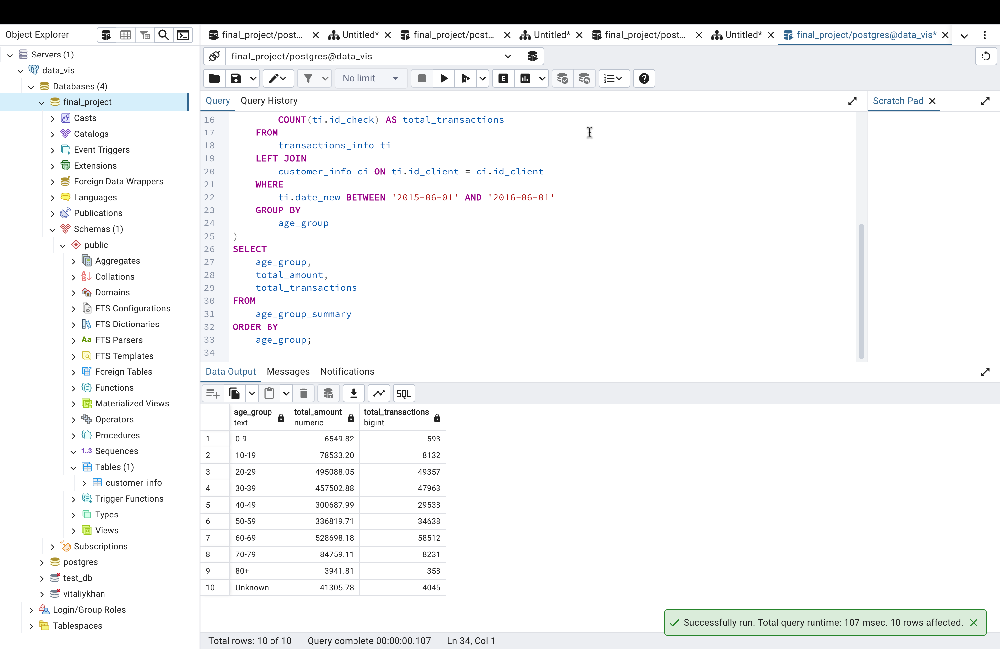 Object Explorer
final_project/post...
Untitled*
final_project/post...
Untitled*
final_project/post...
Untitled*
final_project/postgres@data_vis*
Servers (1)
data_vis
Databases (4)
final_project
Casts
Catalogs
Event Triggers
Extensions
Foreign Data Wrappers
Languages
Publications
Schemas (1)
public
Aggregates
Collations
Domains
FTS Configurations
FTS Dictionaries
Aa FTS Parsers
FTS Templates
Foreign Tables
Functions
Materialized Views
Operators
Procedures
1..3 Sequences
Tables (1)
customer_info
Trigger Functions
Types
Views
Subscriptions
postgres
test_db
vitaliykhan
Login/Group Roles
Tablespaces
final_project/postgres@data_vis
No limit
E
Query Query History
Scratch Pad
16 COUNT(ti.id_check) AS total_transactions
17 FROM
18 transactions_info ti
19 LEFT JOIN
20 customer_info ci ON ti.id_client = ci.id_client
21 WHERE
22 ti.date_new BETWEEN '2015-06-01' AND '2016-06-01'
23 GROUP BY
24 age_group
25 )
26 SELECT
27 age_group,
28 total_amount,
29 total_transactions
30 FROM
31 age_group_summary
32 ORDER BY
33 age_group;
34
Data Output Messages Notifications
SQL
age_group total_amount total_transactions
text numeric bigint
1 0-9 6549.82 593
2 10-19 78533.20 8132
3 20-29 495088.05 49357
4 30-39 457502.88 47963
5 40-49 300687.99 29538
6 50-59 336819.71 34638
7 60-69 528698.18 58512
8 70-79 84759.11 8231
9 80+ 3941.81 358
10 Unknown 41305.78 4045
Successfully run. Total query runtime: 107 msec. 10 rows affected.
Total rows: 10 of 10 Query complete 00:00:00.107 Ln 34, Col 1